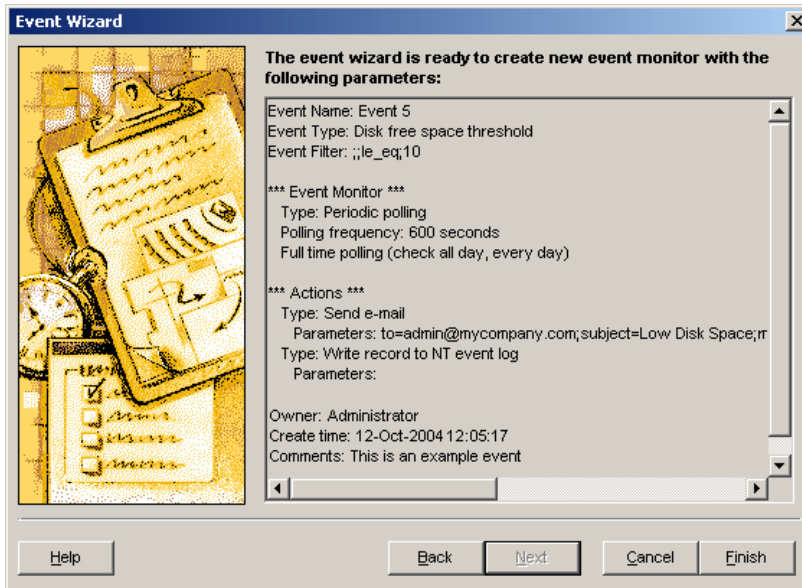 Event Wizard
The event wizard is ready to create new event monitor with the
following parameters:
Event Name: Event 5
Event Type: Disk free space threshold
Event Filter: ;;le_eq;10
*** Event Monitor ***
Type: Periodic polling
Polling frequency: 600 seconds
Full time polling (check all day, every day)
*** Actions ***
Type: Send e-mail
Parameters: to=admin@mycompany.com;subject=Low Disk Space;
Type: Write record to NT event log
Parameters:
Owner: Administrator
Create time: 12-Oct-2004 12:05:17
Comments: This is an example event
Help
Back
Next
Cancel
Finish